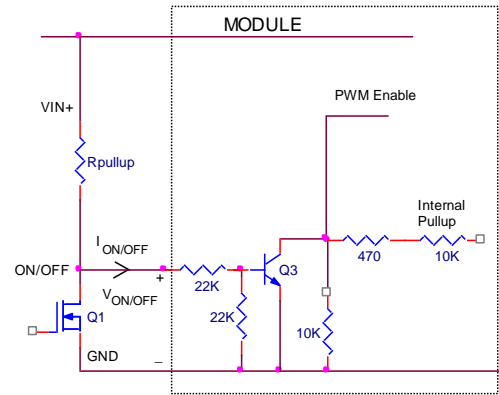 MODULE
PWM Enable
VIN+
Rpullup
Internal
Pullup
I ON/OFF
ON/OFF
+
Q3
470
10K
22K
V ON/OFF
Q1
22K
10K
GND
_